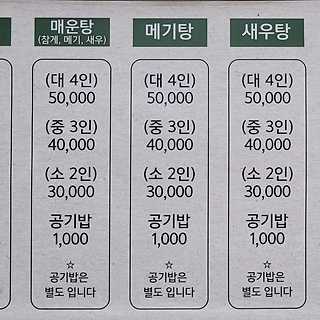 매운탕
(참게, 메기, 새우)
(대 4인)
50,000
(중 3인)
40,000
(소 2인)
30,000
공기밥
1,000
☆
공기밥은
별도 입니다
메기탕
(대 4인)
50,000
(중 3인)
40,000
(소 2인)
30,000
공기밥
1,000
☆
공기밥은
별도 입니다
새우탕
(대 4인)
50,000
(중 3인)
40,000
(소 2인)
30,000
공기밥
1,000
☆
공기밥은
별도 입니다